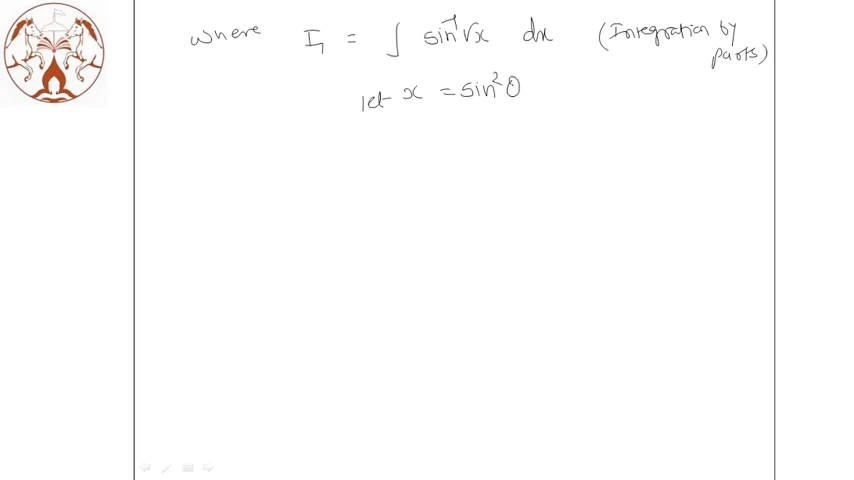 where I₁ = ∫ sin⁻¹√x dx (Integration by parts)
let x = sin²θ